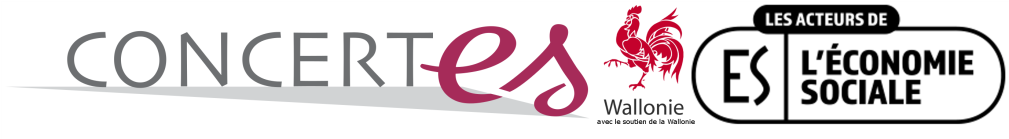 CONCERTes
Wallonie
avec le soutien de la Wallonie
LES ACTEURS DE
ES
L'ÉCONOMIE
SOCIALE